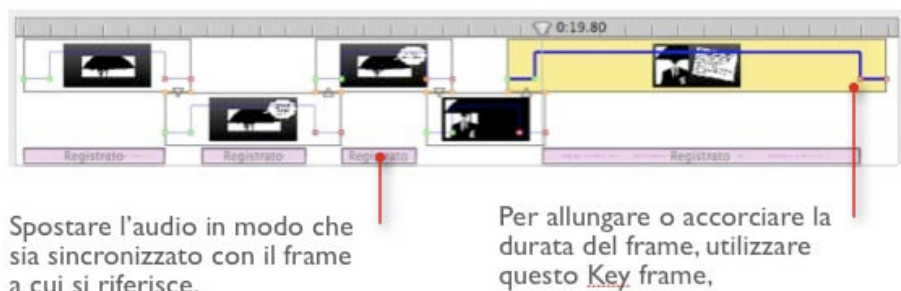 0:19.80
Registrato
Registrato
Registrato
Registrato
Spostare l'audio in modo che
sia sincronizzato con il frame
a cui si riferisce.
Per allungare o accorciare la
durata del frame, utilizzare
questo Key frame,